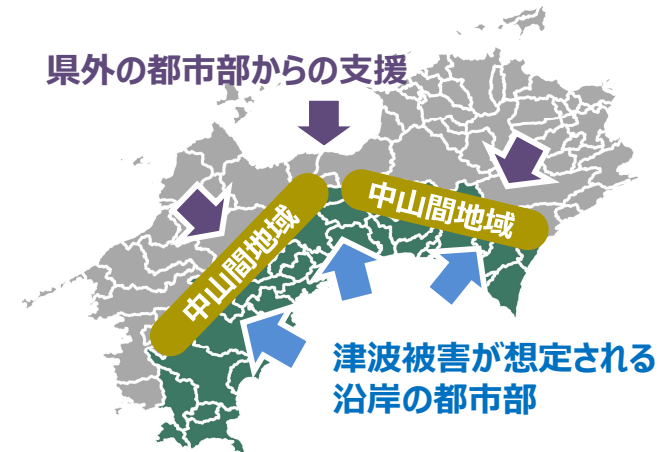 県外の都市部からの支援
中山間地域
中山間地域
津波被害が想定される
沿岸の都市部